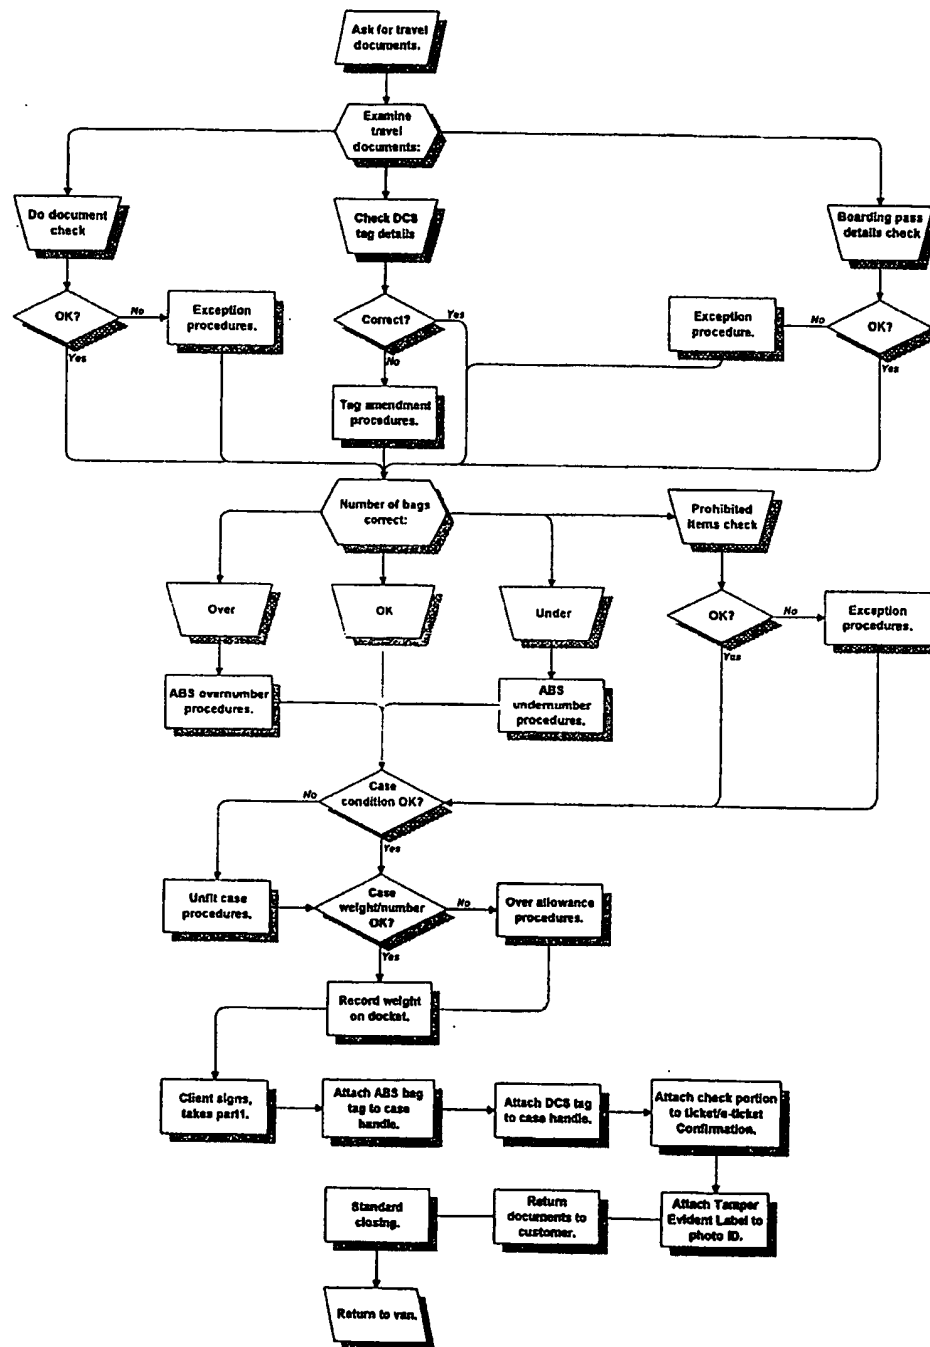 Ask for travel
documents.
Examine
travel
documents:
Do document
check
Check DCS
tag details
Boarding pass
details check
OK?
No
Exception
procedures.
Yes
Correct?
Yes
No
Exception
procedure.
No
OK?
Yes
Tag amendment
procedures.
Number of bags
correct:
Prohibited
items check
Over
OK
Under
OK?
No
Exception
procedures.
Yes
ABS overnumber
procedures.
ABS
undernumber
procedures.
Case
condition OK?
No
Yes
Unfit case
procedures.
Case
weight/number
OK?
No
Over allowance
procedures.
Yes
Record weight
on docket.
Client signs,
takes part1.
Attach ABS bag
tag to case
handle.
Attach DCS tag
to case handle.
Attach check portion
to ticket/e-ticket
Confirmation.
Standard
closing.
Return
documents to
customer.
Attach Tamper
Evident Label to
photo ID.
Return to van.